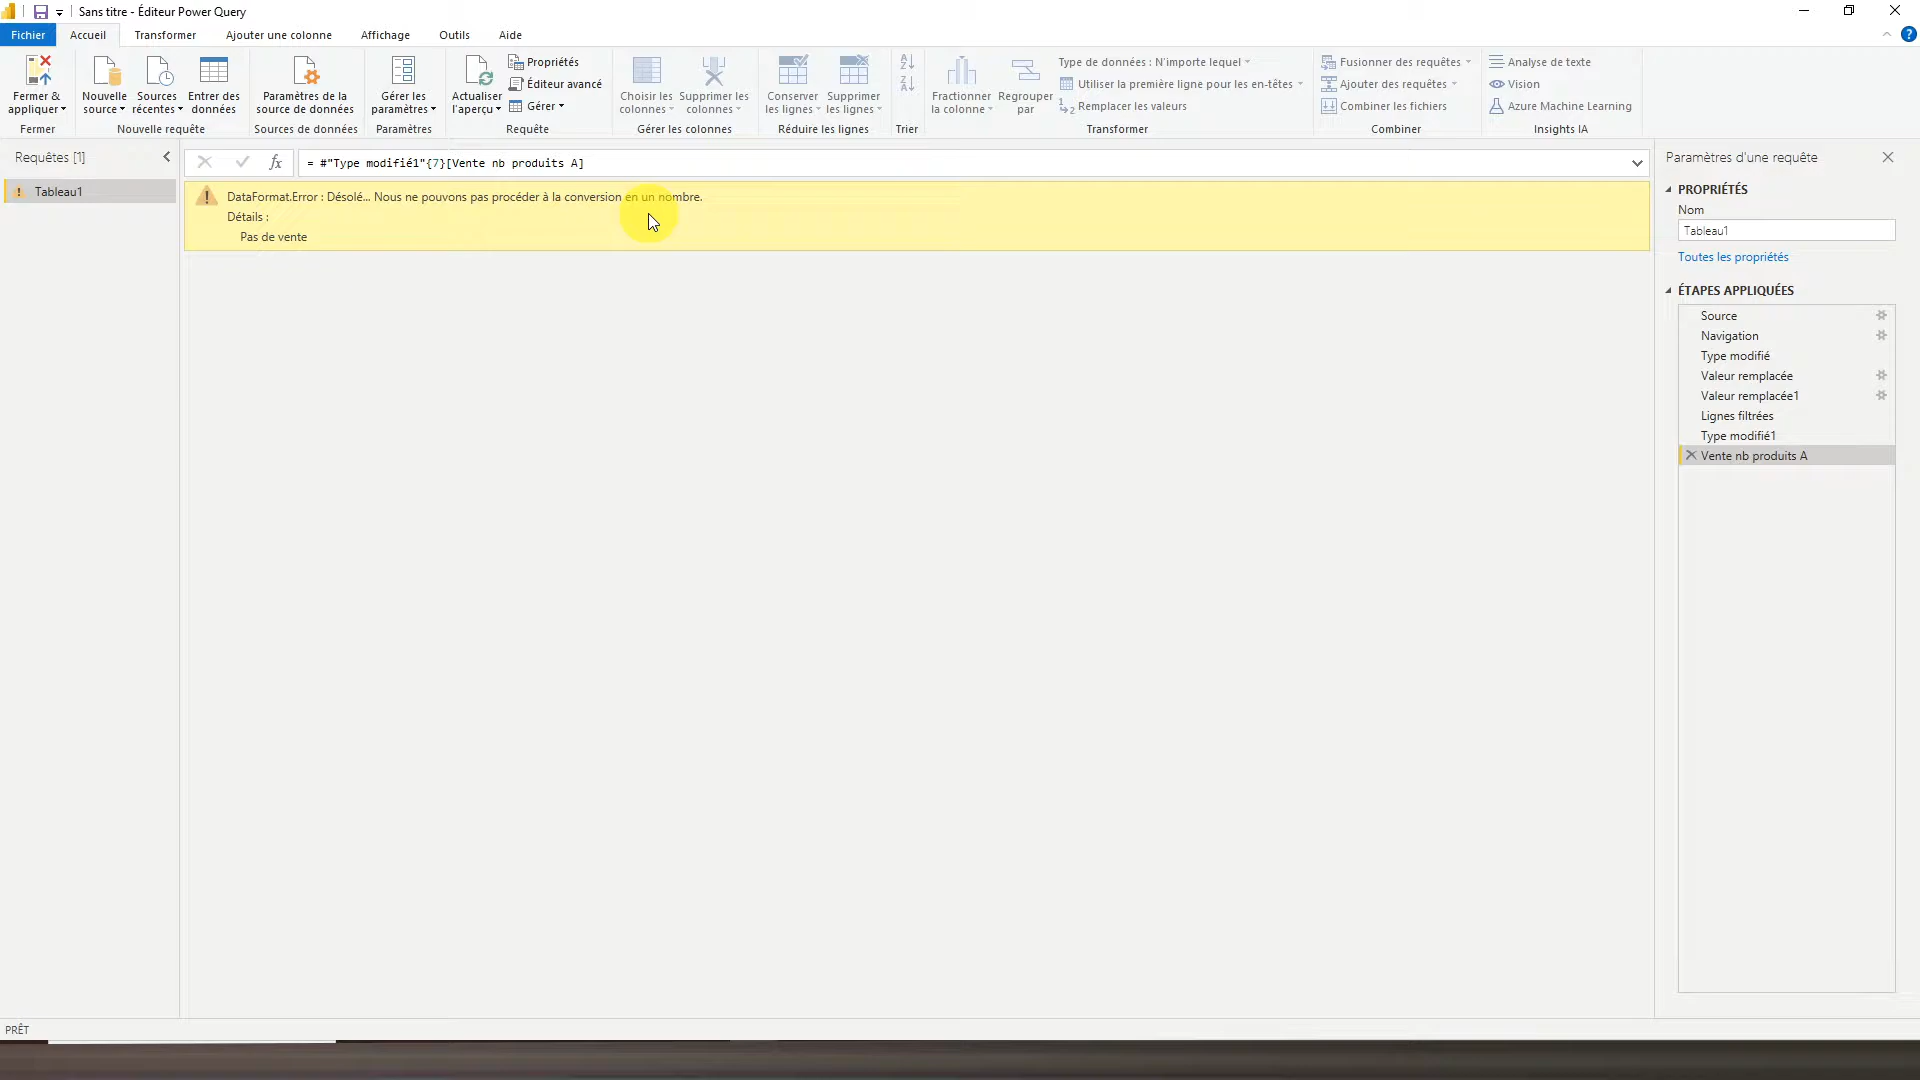 Sans titre - Éditeur Power Query
Fichier
Accueil
Transformer
Ajouter une colonne
Affichage
Outils
Aide
?
Fermer &
appliquer
Fermer
Nouvelle
source
Sources
récentes
Entrer des
données
Nouvelle requête
Paramètres de la
source de données
Sources de données
Gérer les
paramètres
Paramètres
Actualiser
l'aperçu
Propriétés
Éditeur avancé
Gérer
Requête
Choisir les
colonnes
Supprimer les
colonnes
Gérer les colonnes
Conserver
les lignes
Supprimer
les lignes
Réduire les lignes
A
Z
Z
A
Trier
Fractionner
la colonne
Regrouper
par
Type de données : N'importe lequel
Utiliser la première ligne pour les en-têtes
1
2
Remplacer les valeurs
Transformer
Fusionner des requêtes
Ajouter des requêtes
Combiner les fichiers
Combiner
Analyse de texte
Vision
Azure Machine Learning
Insights IA
Requêtes [1]
Tableau1
fx
= #"Type modifié1"{7}[Vente nb produits A]
DataFormat.Error : Désolé... Nous ne pouvons pas procéder à la conversion en un nombre.
Détails :
Pas de vente
Paramètres d'une requête
PROPRIÉTÉS
Nom
Tableau1
Toutes les propriétés
ÉTAPES APPLIQUÉES
Source
Navigation
Type modifié
Valeur remplacée
Valeur remplacée1
Lignes filtrées
Type modifié1
Vente nb produits A
PRÊT